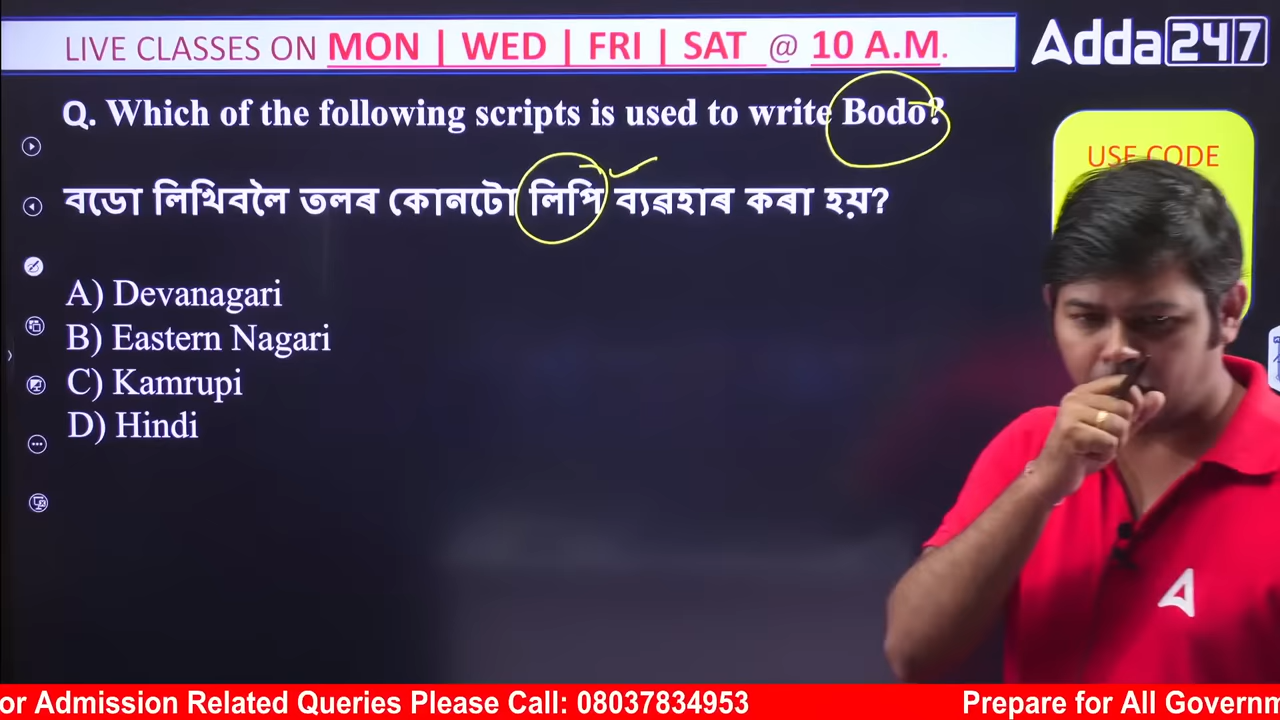 LIVE CLASSES ON MON | WED | FRI | SAT @ 10 A.M.
Adda247
Q. Which of the following scripts is used to write Bodo?
USE CODE
বডো লিখিবলৈ তলৰ কোনটো লিপি ব্যৱহাৰ কৰা হয়?
A) Devanagari
B) Eastern Nagari
C) Kamrupi
D) Hindi
or Admission Related Queries Please Call: 08037834953 Prepare for All Governm